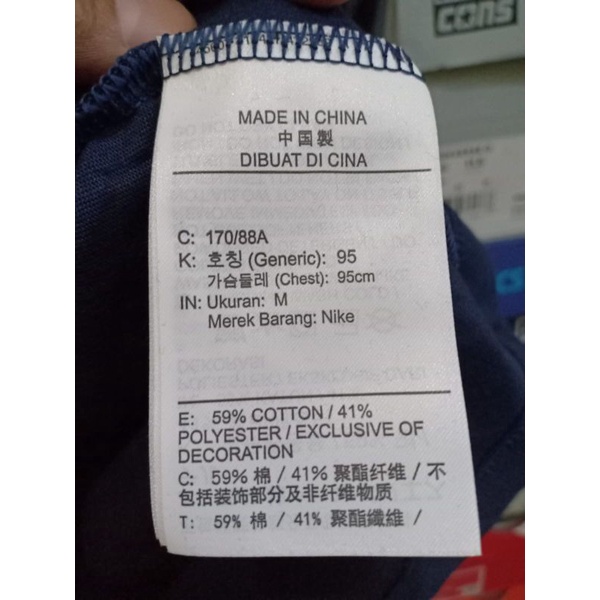 CONS
MADE IN CHINA
中国製
DIBUAT DI CINA
C: 170/88A
K: 호칭 (Generic): 95
가슴둘레 (Chest): 95cm
IN: Ukuran: M
Merek Barang: Nike
E: 59% COTTON / 41%
POLYESTER / EXCLUSIVE OF
DECORATION
C: 59% 棉 / 41% 聚酯纤维 / 不
包括装饰部分及非纤维物质
T: 59% 棉 / 41% 聚酯纖維 /